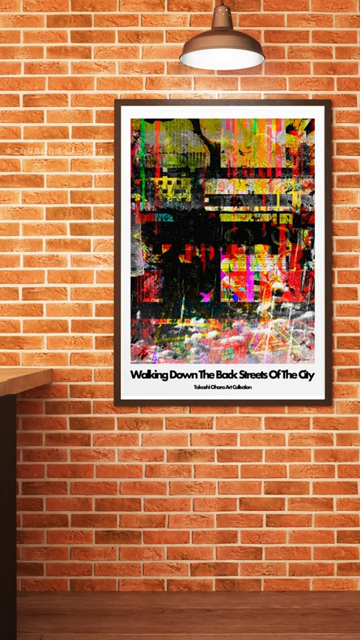 Walking Down The Back Streets Of The City
Takashi Ohara Art Collection